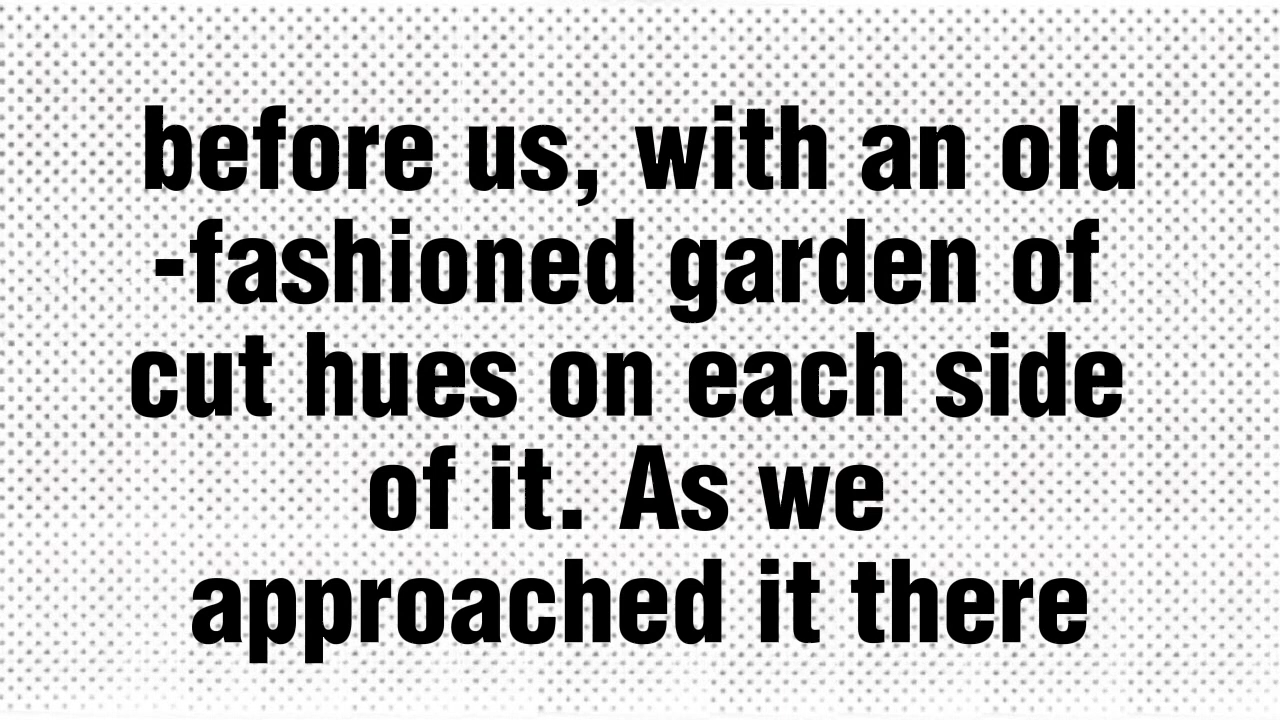 before us, with an old
-fashioned garden of
cut hues on each side
of it. As we
approached it there